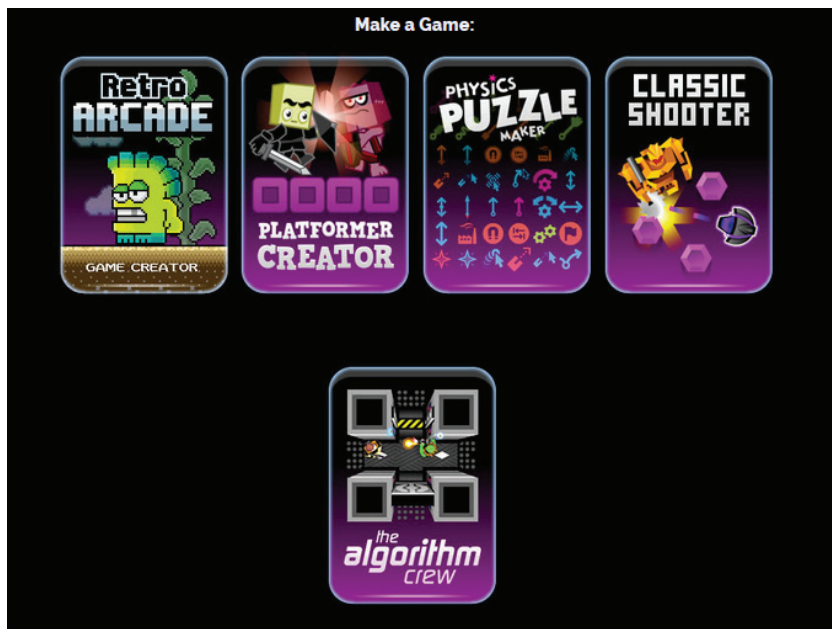 Make a Game:
Retro
ARCADE
GAME CREATOR
PLATFORMER
CREATOR
PHYSICS
PUZZLE
MAKER
CLASSIC
SHOOTER
the
algorithm
crew